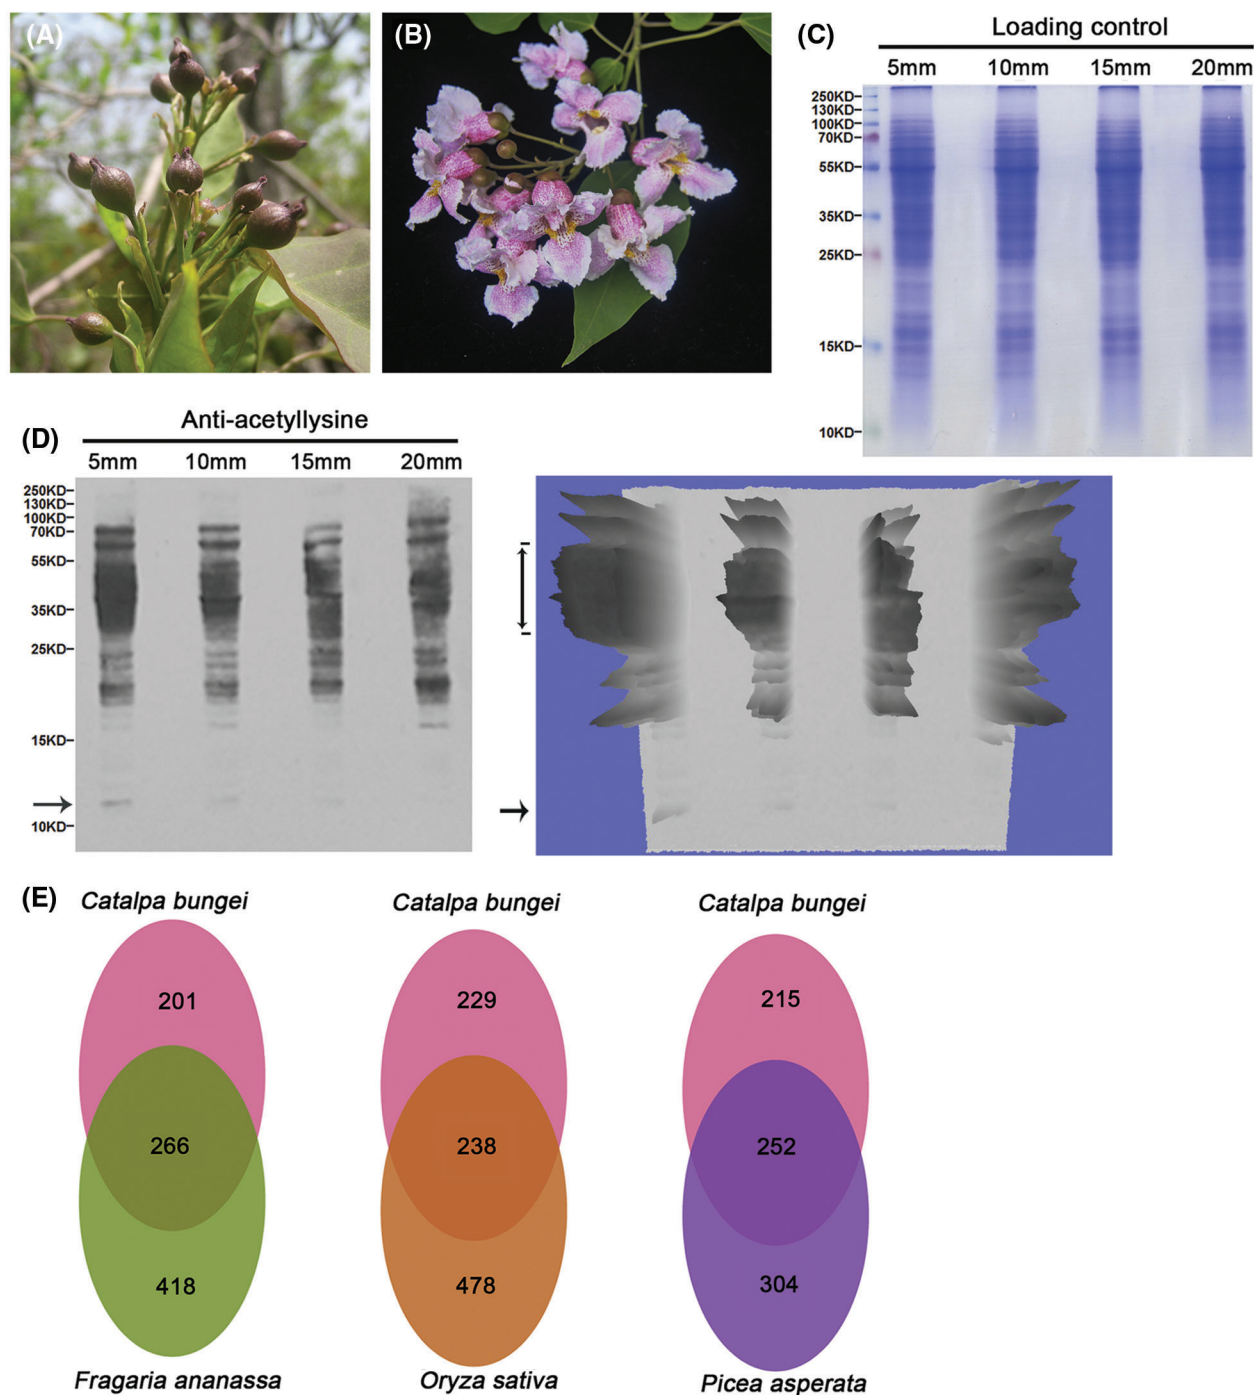 (A)
(B)
(C)
Loading control
5mm 10mm 15mm 20mm
250KD
130KD
100KD
70KD
55KD
35KD
25KD
15KD
10KD
(D)
Anti-acetyllysine
5mm 10mm 15mm 20mm
250KD
130KD
100KD
70KD
55KD
35KD
25KD
15KD
10KD
(E)
Catalpa bungei Catalpa bungei Catalpa bungei
201 229 215
266 238 252
418 478 304
Fragaria ananassa Oryza sativa Picea asperata